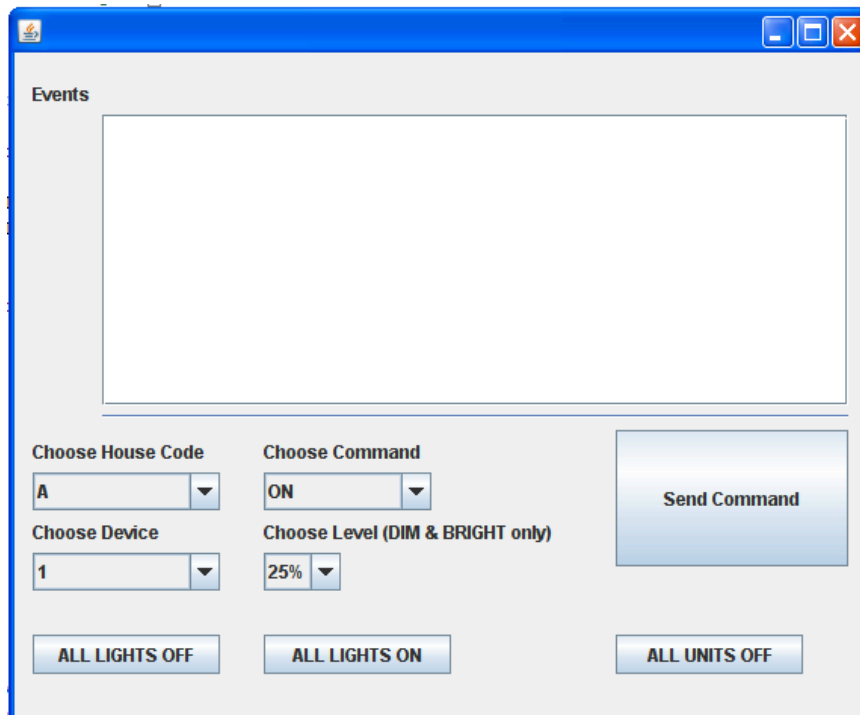 Events
Choose House Code
Choose Command
A
ON
Send Command
Choose Device
Choose Level (DIM & BRIGHT only)
1
25%
ALL LIGHTS OFF
ALL LIGHTS ON
ALL UNITS OFF